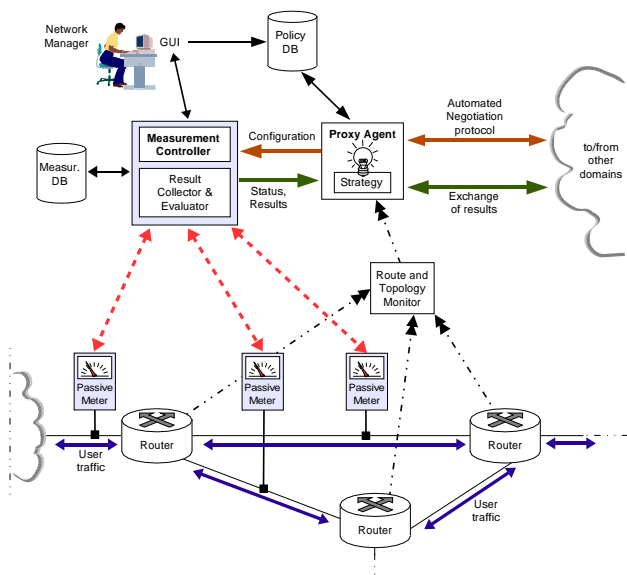 Network
Manager
GUI
Policy
DB
Measur.
DB
Measurement
Controller
Result
Collector &
Evaluator
Configuration
Status,
Results
Proxy Agent
Strategy
Automated
Negotiation
protocol
Exchange
of results
to/from
other
domains
Route and
Topology
Monitor
Passive
Meter
Passive
Meter
Passive
Meter
User
traffic
Router
Router
Router
User
traffic